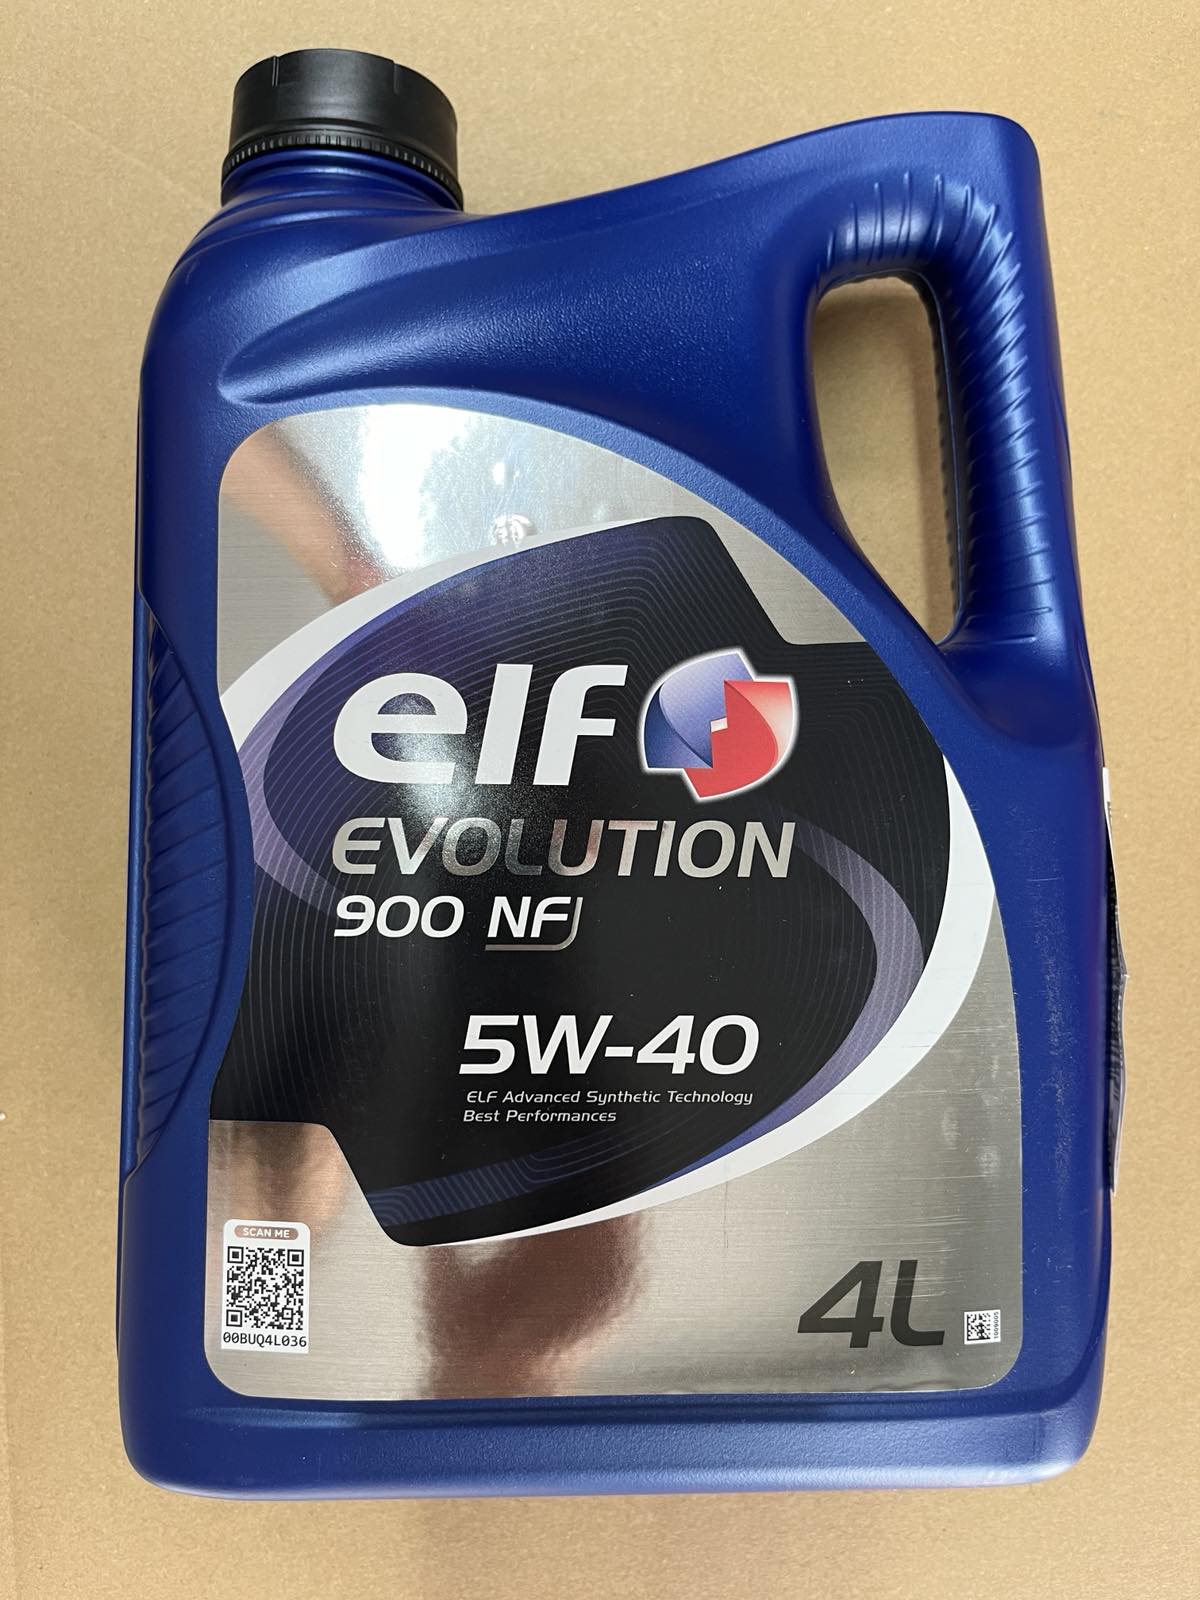 elf
EVOLUTION
900 NF
5W-40
ELF Advanced Synthetic Technology
Best Performances
SCAN ME
00BUQ4L036
4L